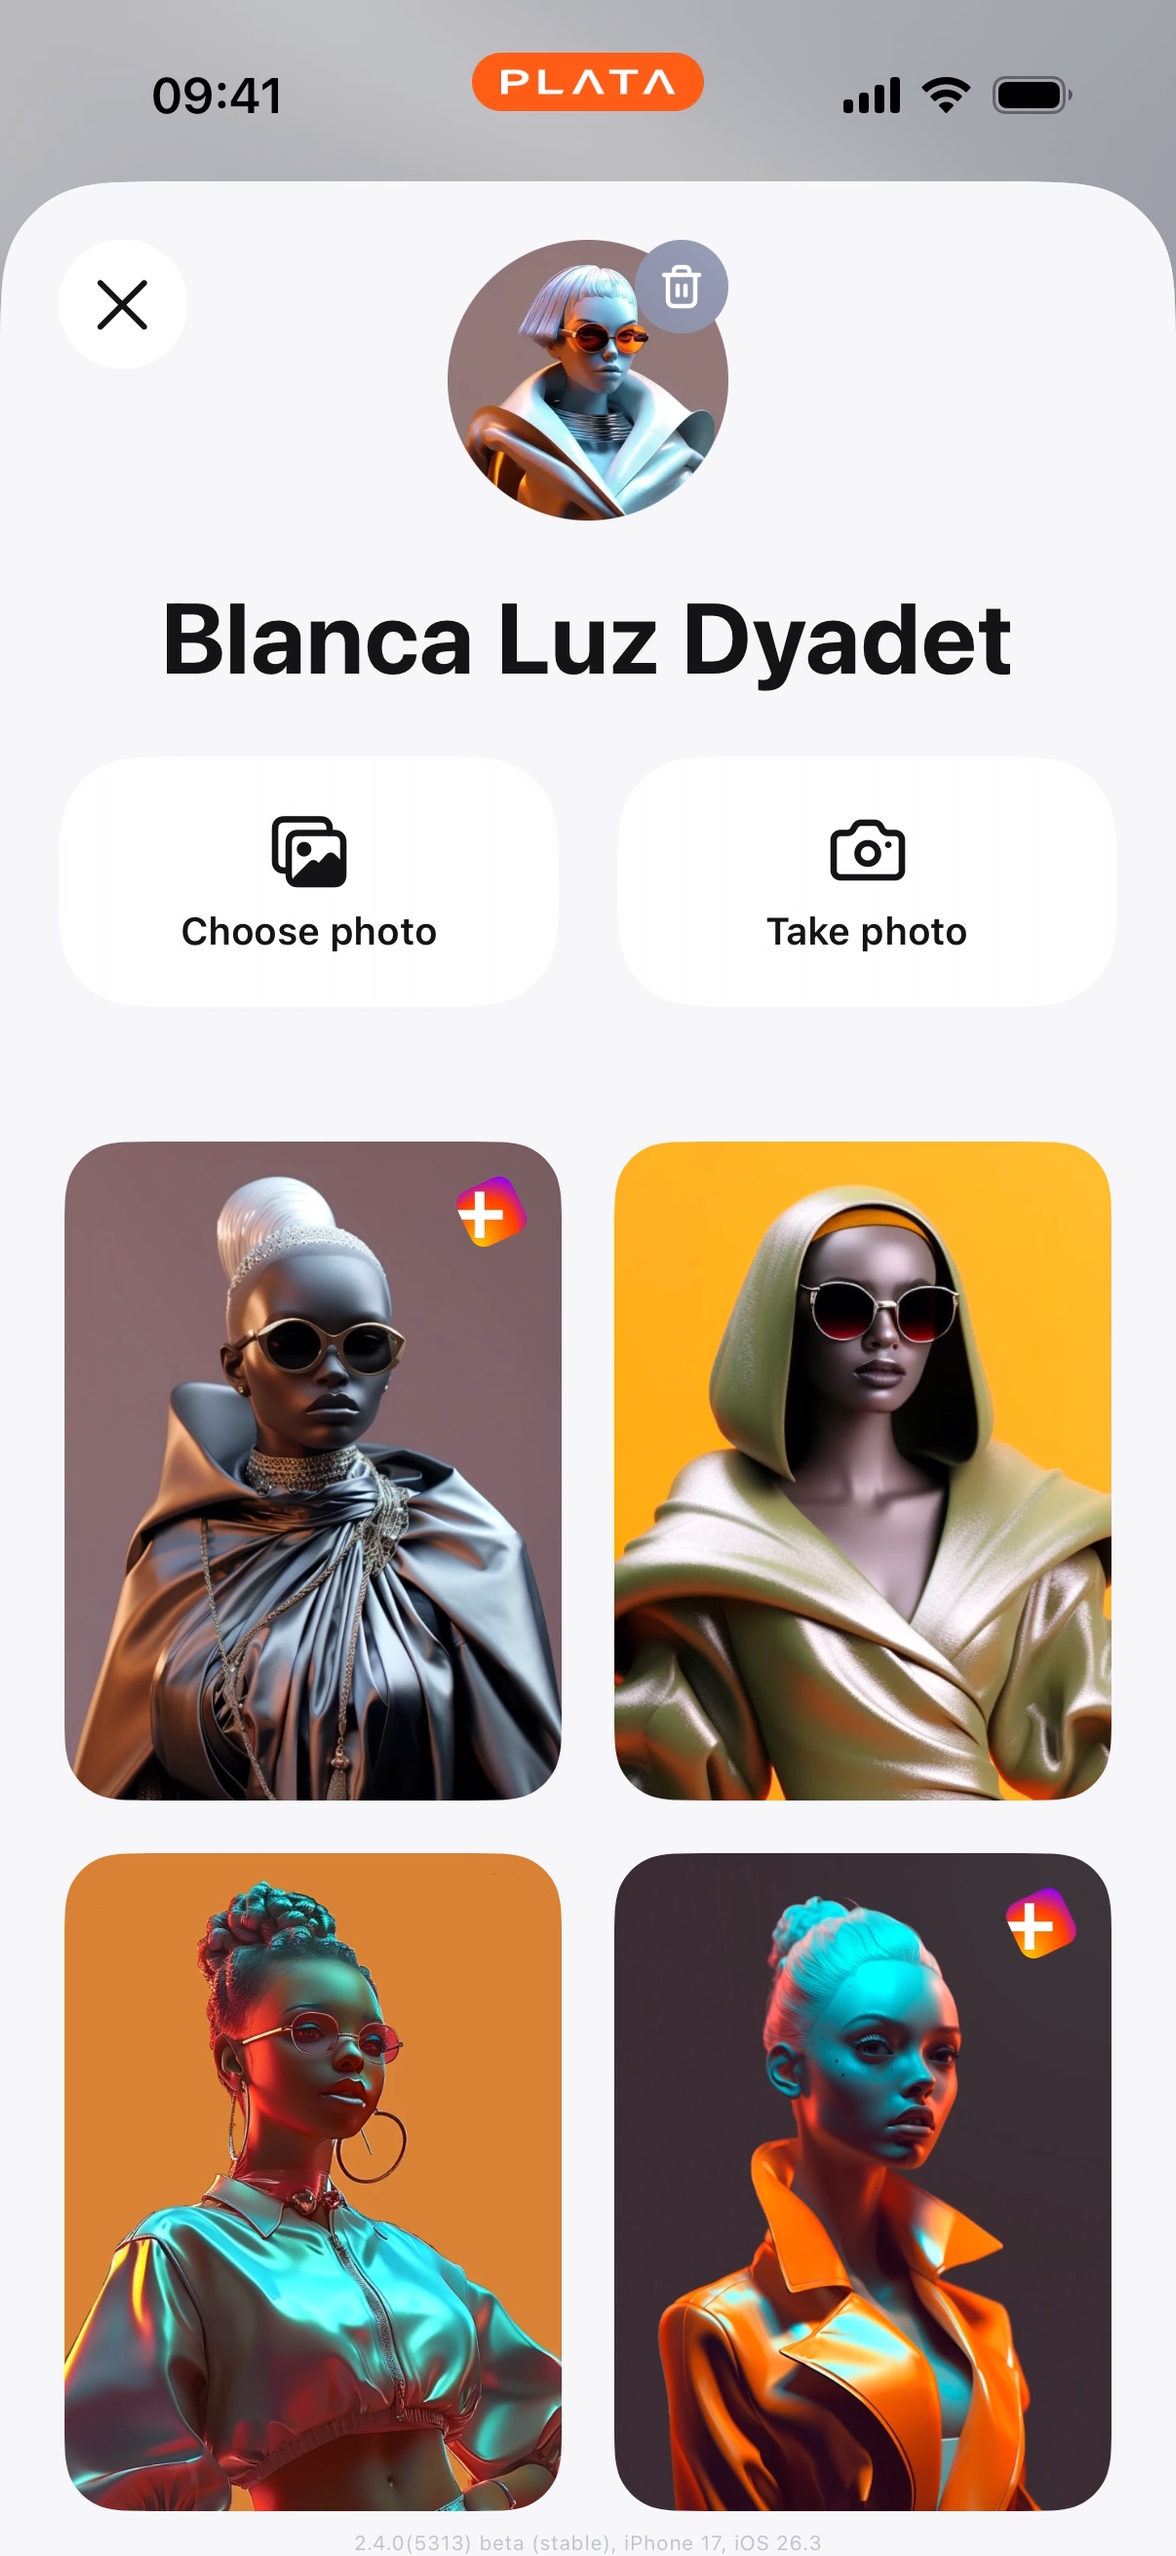 09:41
PLATA
Blanca Luz Dyadet
Choose photo
Take photo
2.4.0(5313) beta (stable), iPhone 17, iOS 26.3